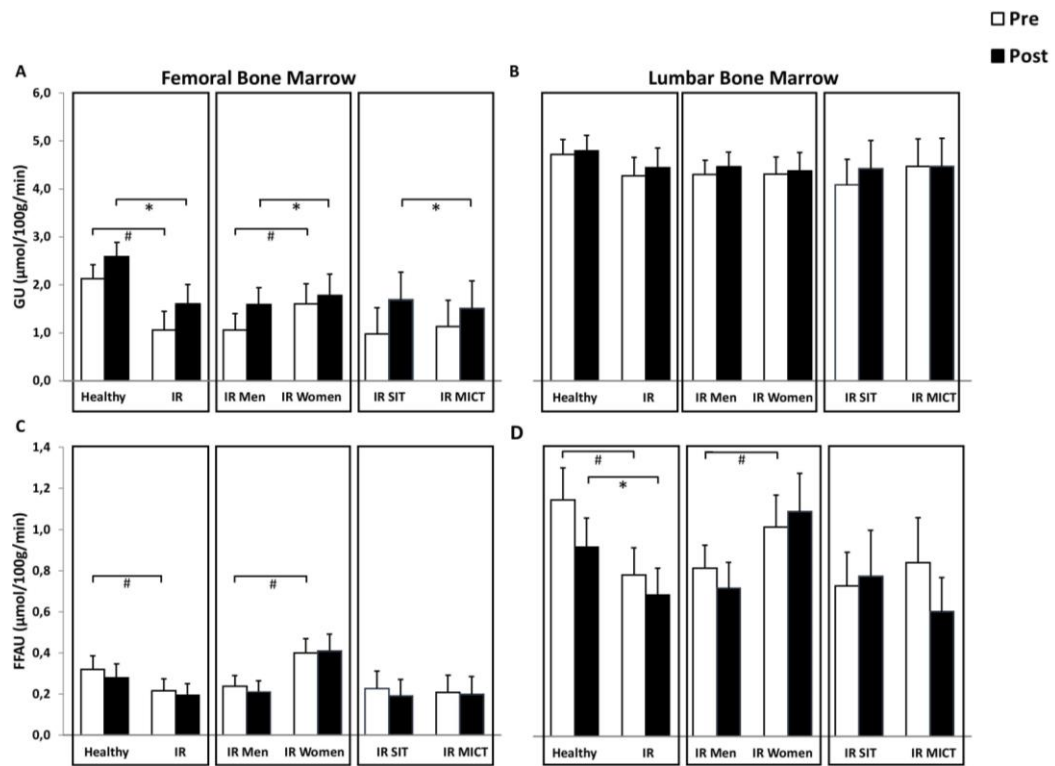 Pre
Post
A
Femoral Bone Marrow
B
Lumbar Bone Marrow
GU (µmol/100g/min)
6,0
5,0
4,0
3,0
2,0
1,0
0,0
*
#
*
#
*
Healthy IR IR Men IR Women IR SIT IR MICT
Healthy IR IR Men IR Women IR SIT IR MICT
C
D
FFAU (µmol/100g/min)
1,4
1,2
1,0
0,8
0,6
0,4
0,2
0,0
#
#
#
*
#
Healthy IR IR Men IR Women IR SIT IR MICT
Healthy IR IR Men IR Women IR SIT IR MICT